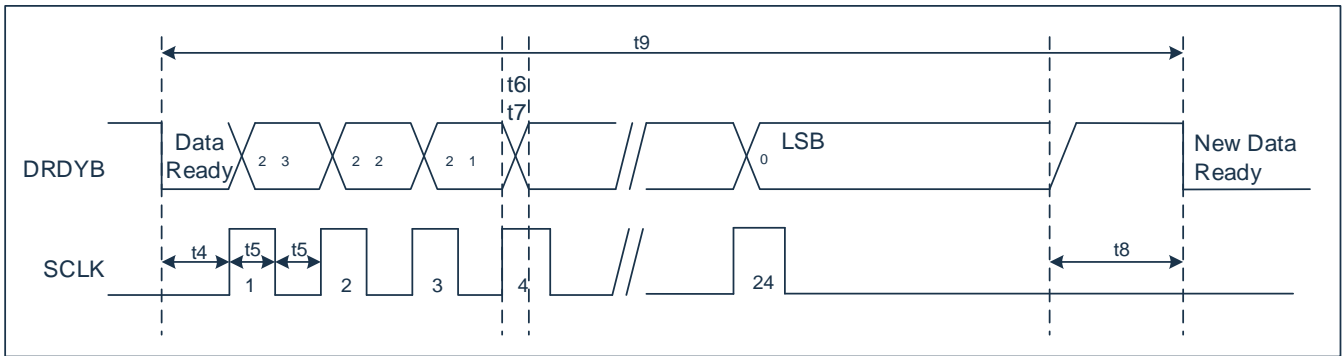 t9
t6
t7
DRDYB
Data
Ready
2 3
2 2
2 1
0
LSB
New Data
Ready
SCLK
t4
t5
t5
t8
1
2
3
4
24